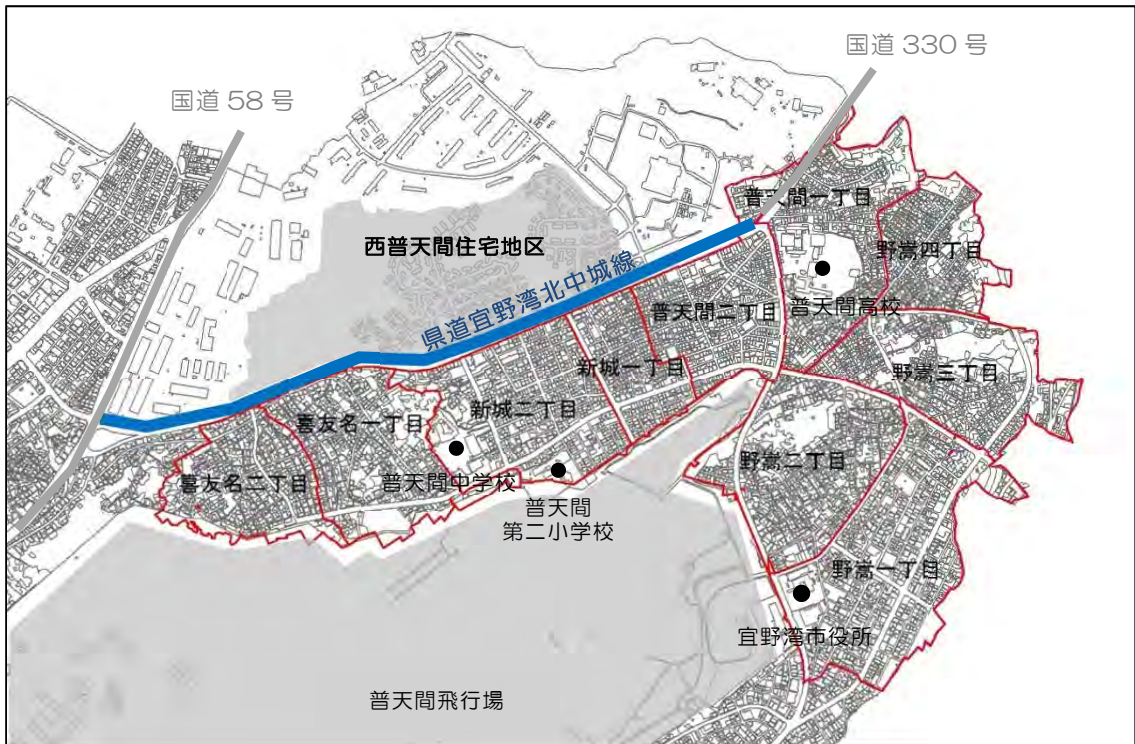 国道 330 号
国道 58 号
普天間一丁目
西普天間住宅地区
野嵩四丁目
県道宜野湾北中城線
普天間二丁目
普天間高校
新城一丁目
野嵩三丁目
新城二丁目
喜友名一丁目
野嵩二丁目
喜友名二丁目
普天間中学校
普天間
第二小学校
野嵩一丁目
宜野湾市役所
普天間飛行場